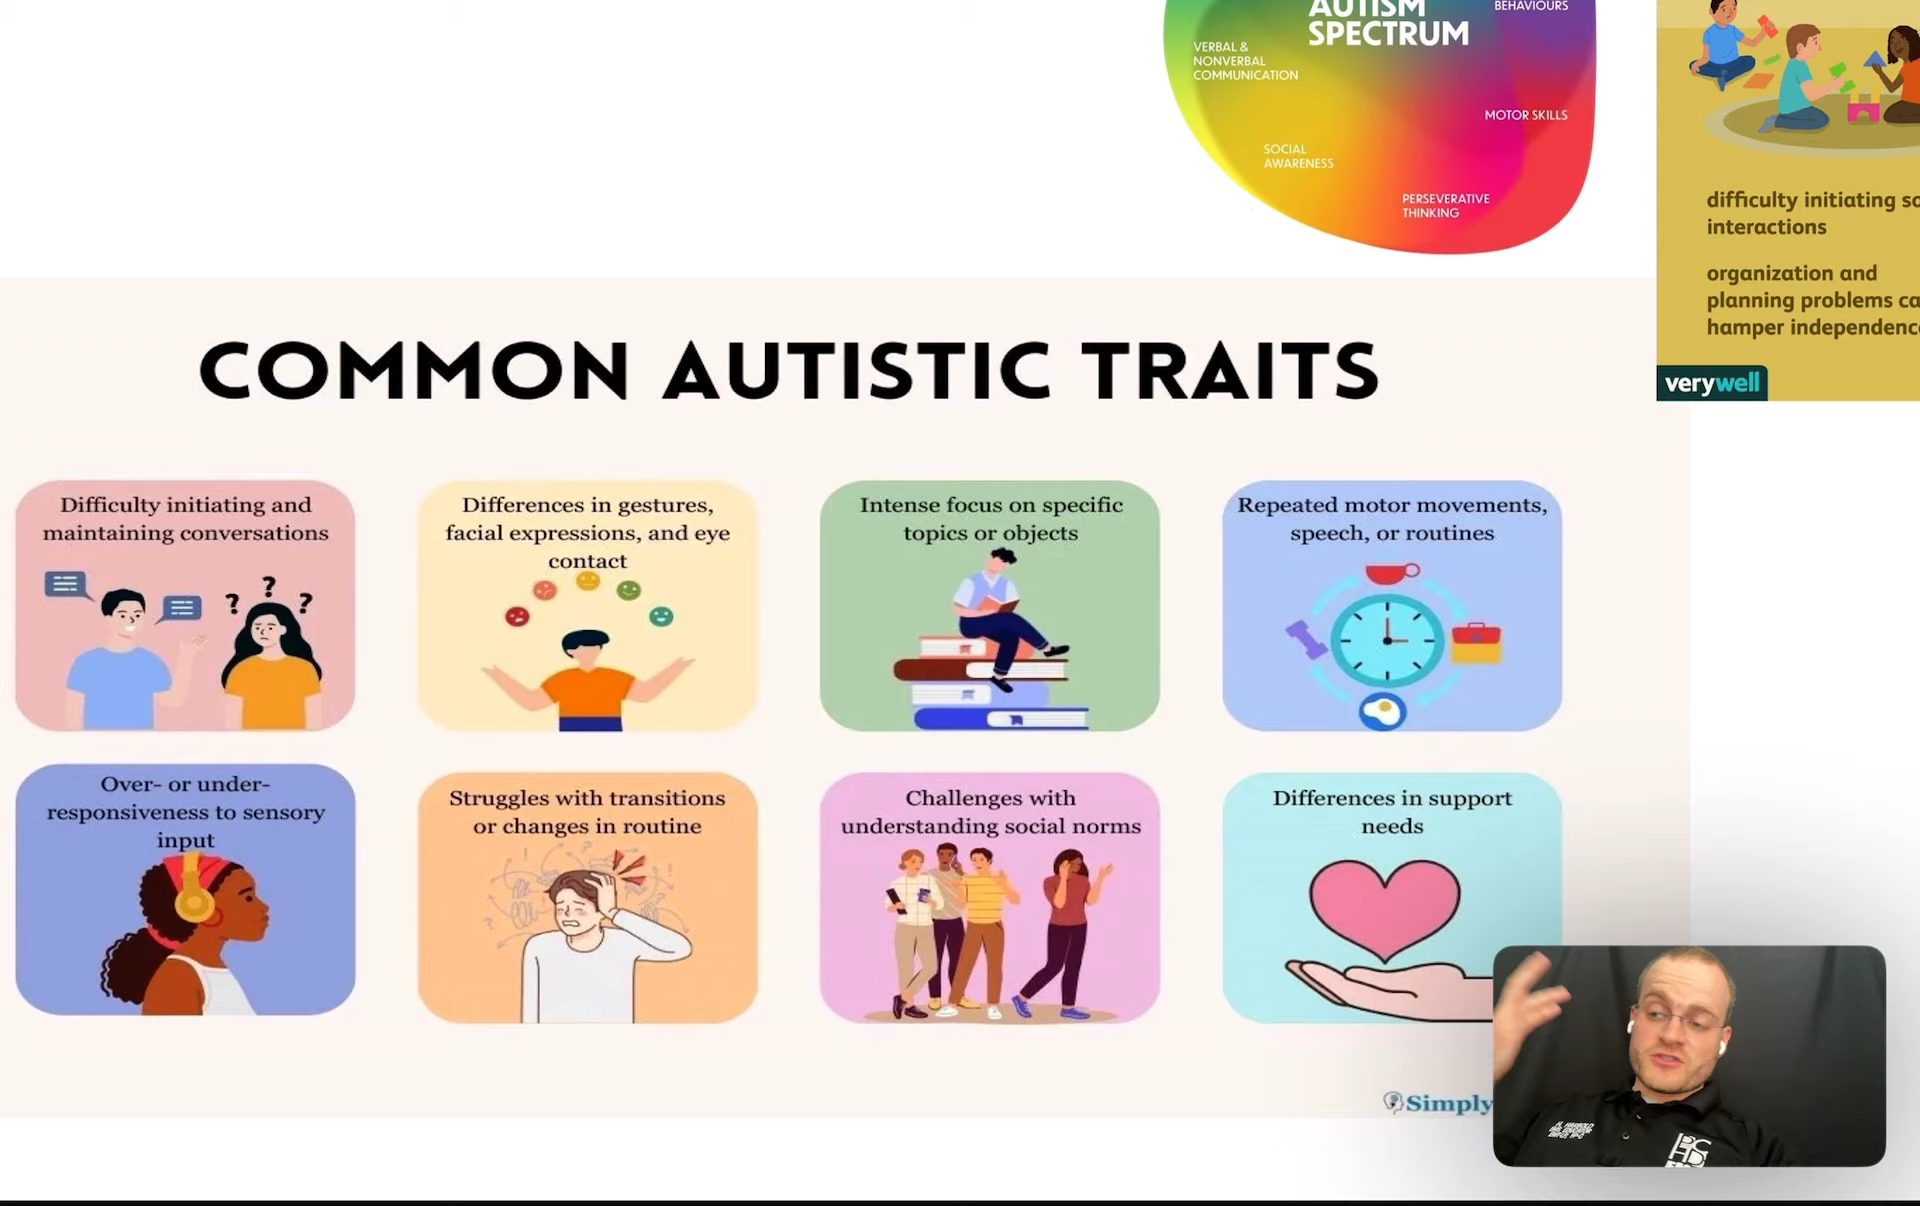 AUTISM
SPECTRUM
BEHAVIOURS
VERBAL &
NONVERBAL
COMMUNICATION
MOTOR SKILLS
SOCIAL
AWARENESS
PERSEVERATIVE
THINKING
difficulty initiating so
interactions
organization and
planning problems ca
hamper independenc
verywell
COMMON AUTISTIC TRAITS
Difficulty initiating and
maintaining conversations
? ? ?
Differences in gestures,
facial expressions, and eye
contact
Intense focus on specific
topics or objects
Repeated motor movements,
speech, or routines
Over- or under-
responsiveness to sensory
input
Struggles with transitions
or changes in routine
Challenges with
understanding social norms
Differences in support
needs
Simply